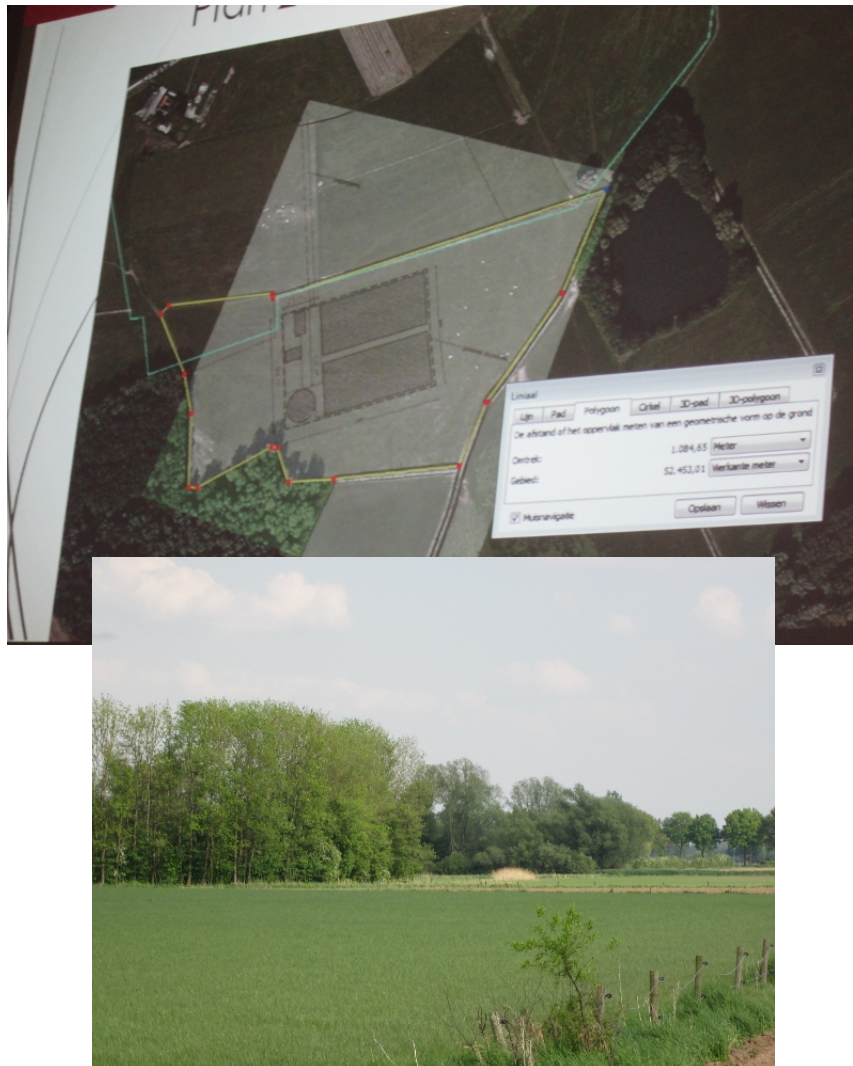 Plan
Liniaal
Lijn Pad Polygoon Cirkel 3D-pad 3D-polygoon
De afstand of het oppervlak meten van een geometrische vorm op de grond
Omtrek: 1.084,65 Meter
Gebied: 52.453,01 Vierkante meter
Muisnavigatie Opslaan Wissen